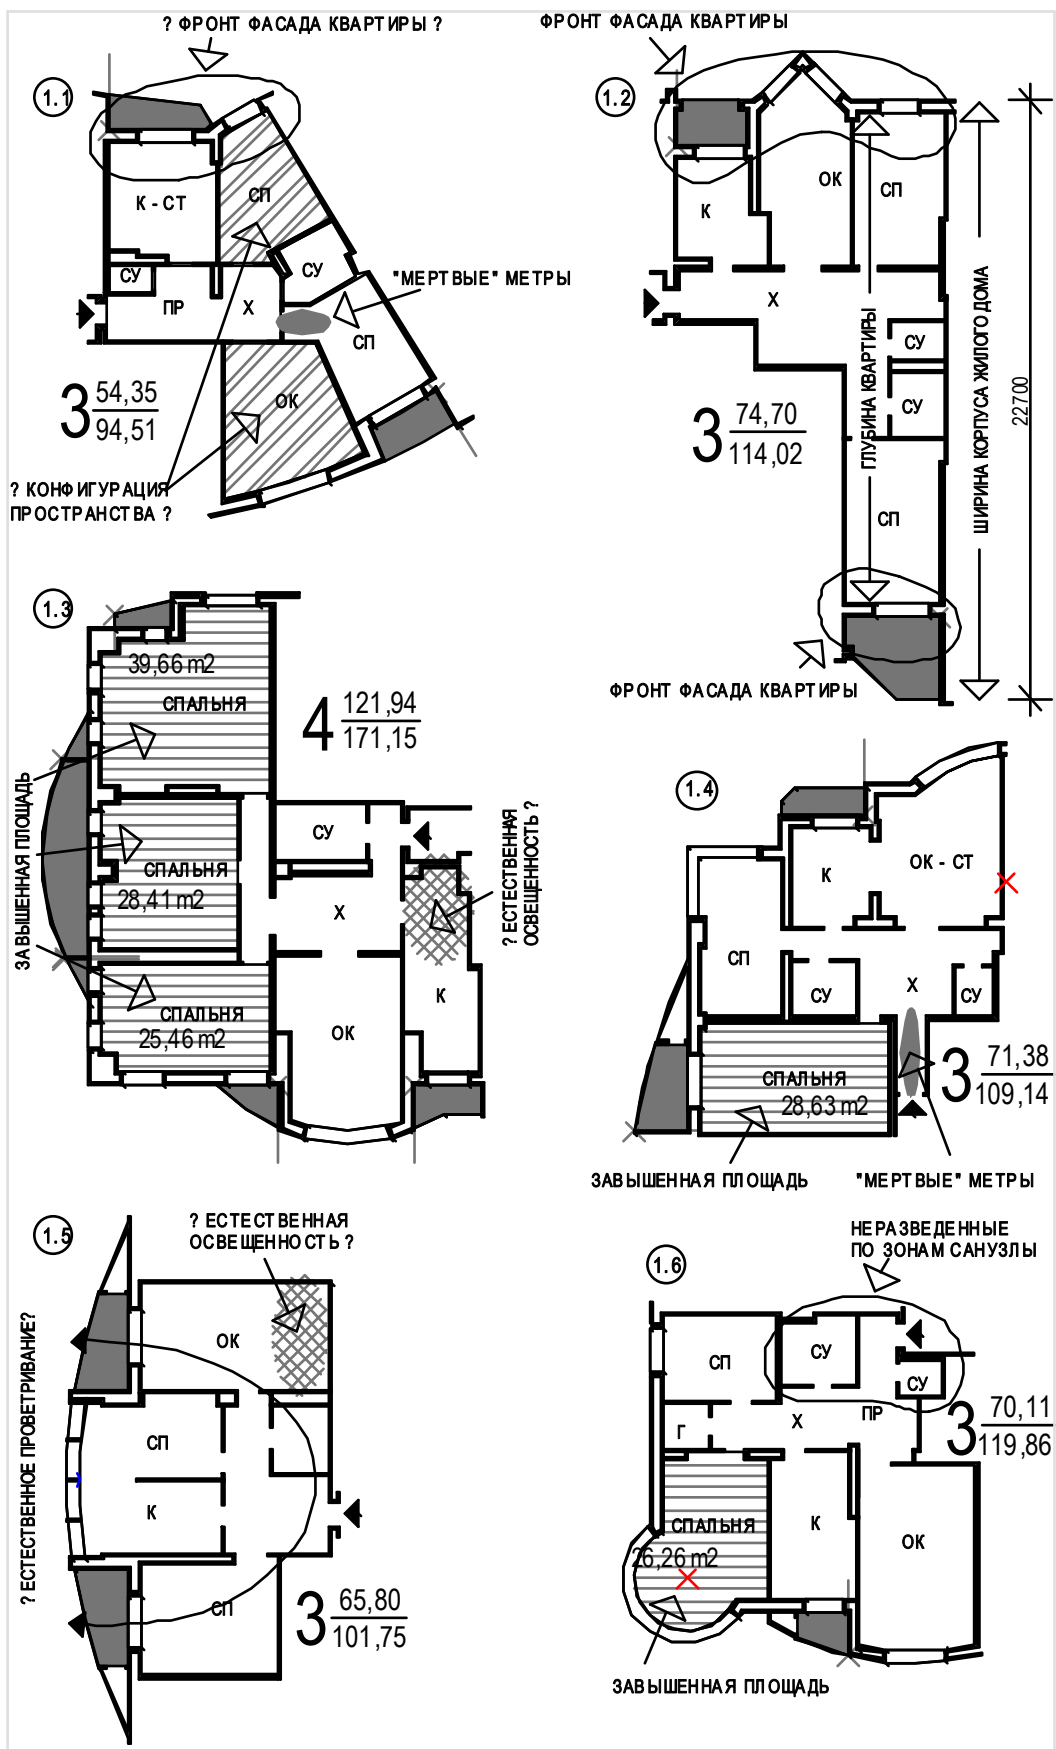 ? ФРОНТ ФАСАДА КВАРТИРЫ ?
1.1
К - СТ
СП
СУ
СУ
ПР
Х
"МЕРТВЫЕ" МЕТРЫ
СП
ОК
3
54,35
94,51
? КОНФИГУРАЦИЯ
ПРОСТРАНСТВА ?
ФРОНТ ФАСАДА КВАРТИРЫ
1.2
ОК
СП
К
Х
СУ
СУ
СП
ГЛУБИНА КВАРТИРЫ
ШИРИНА КОРПУСА ЖИЛОГО ДОМА
22700
3
74,70
114,02
ФРОНТ ФАСАДА КВАРТИРЫ
1.3
39,66 m2
СПАЛЬНЯ
4
121,94
171,15
ЗАВЫШЕННАЯ ПЛОЩАДЬ
СУ
СПАЛЬНЯ
28,41 m2
Х
? ЕСТЕСТВЕННАЯ
ОСВЕЩЕННОСТЬ ?
К
СПАЛЬНЯ
25,46 m2
ОК
1.4
К
ОК - СТ
СП
СУ
Х
СУ
СПАЛЬНЯ
28,63 m2
3
71,38
109,14
ЗАВЫШЕННАЯ ПЛОЩАДЬ
"МЕРТВЫЕ" МЕТРЫ
1.5
? ЕСТЕСТВЕННАЯ
ОСВЕЩЕННОСТЬ ?
? ЕСТЕСТВЕННОЕ ПРОВЕТРИВАНИЕ?
ОК
СП
К
СП
3
65,80
101,75
НЕРАЗВЕДЕННЫЕ
ПО ЗОНАМ САНУЗЛЫ
1.6
СП
СУ
СУ
Г
Х
ПР
3
70,11
119,86
СПАЛЬНЯ
26,26 m2
К
ОК
ЗАВЫШЕННАЯ ПЛОЩАДЬ